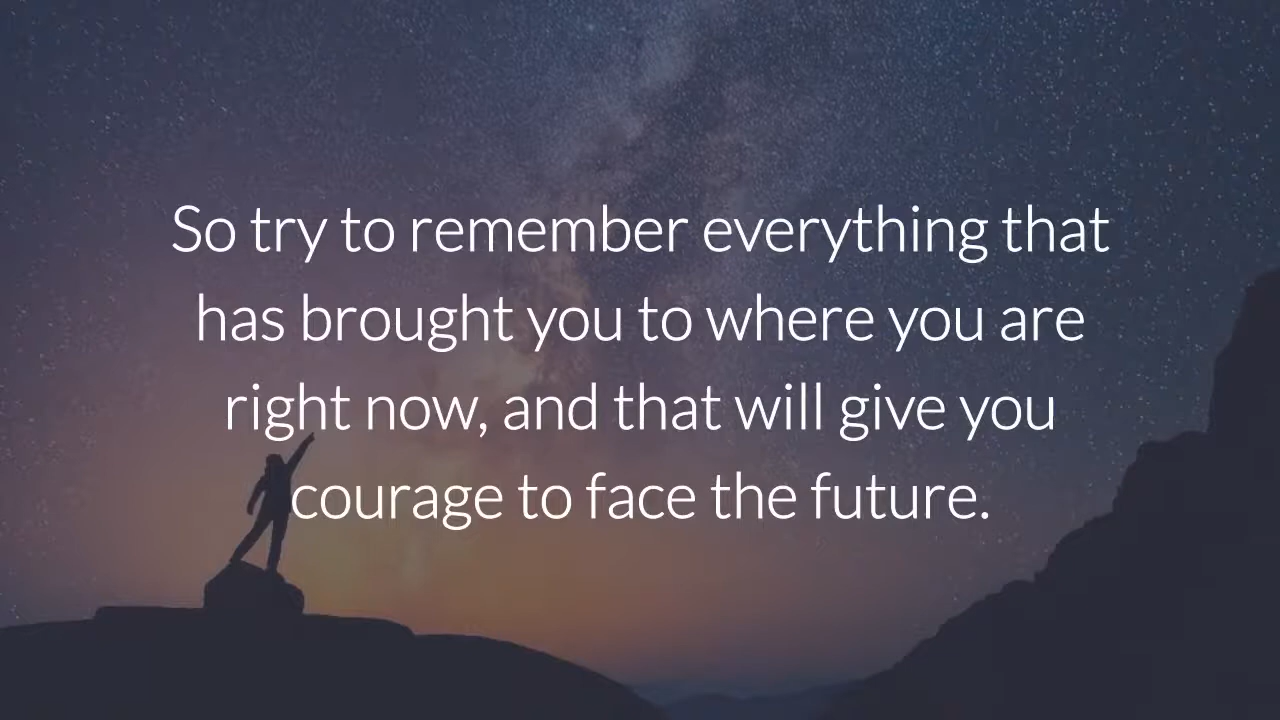 So try to remember everything that
has brought you to where you are
right now, and that will give you
courage to face the future.